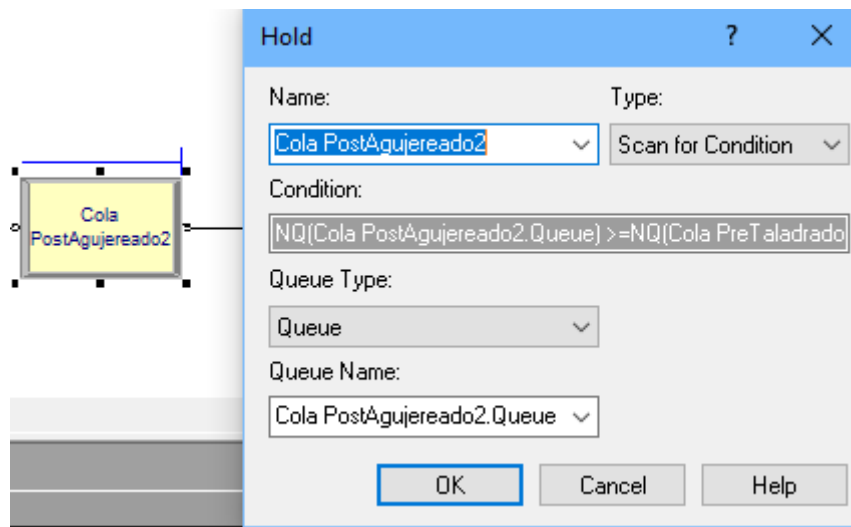 Hold ? X
Name: Type:
Cola PostAgujereado2 Scan for Condition
Condition:
NQ(Cola PostAgujereado2.Queue) >=NQ(Cola PreTaladrado
Cola
PostAgujereado2
Queue Type:
Queue
Queue Name:
Cola PostAgujereado2.Queue
OK Cancel Help